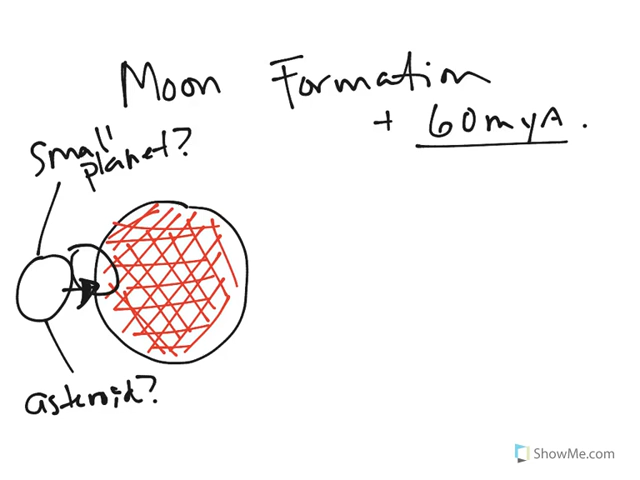 Moon Formation
+ 60myA.
Small
planet?
asteroid?
ShowMe.com